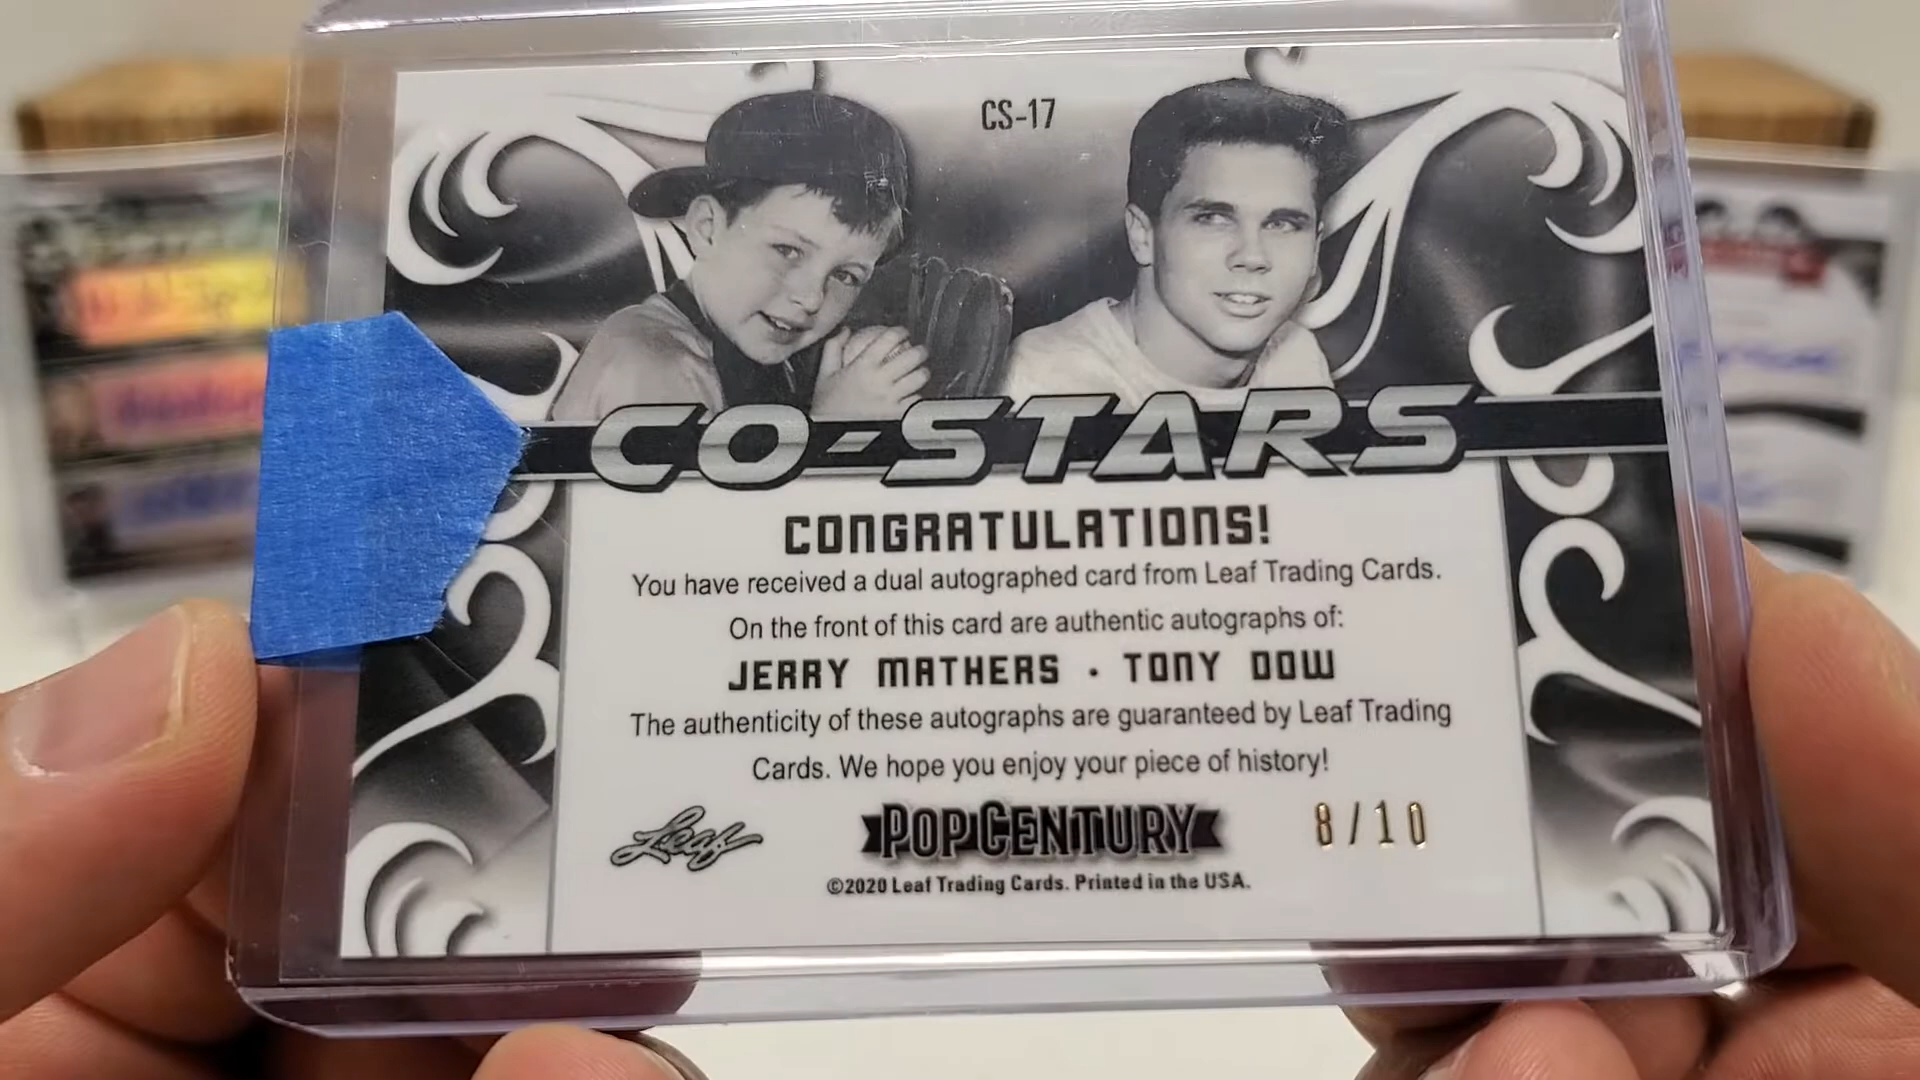 CS-17
CO-STARS
CONGRATULATIONS!
You have received a dual autographed card from Leaf Trading Cards.
On the front of this card are authentic autographs of:
JERRY MATHERS · TONY DOW
The authenticity of these autographs are guaranteed by Leaf Trading
Cards. We hope you enjoy your piece of history!
Leaf POP CENTURY 8/10
©2020 Leaf Trading Cards. Printed in the USA.